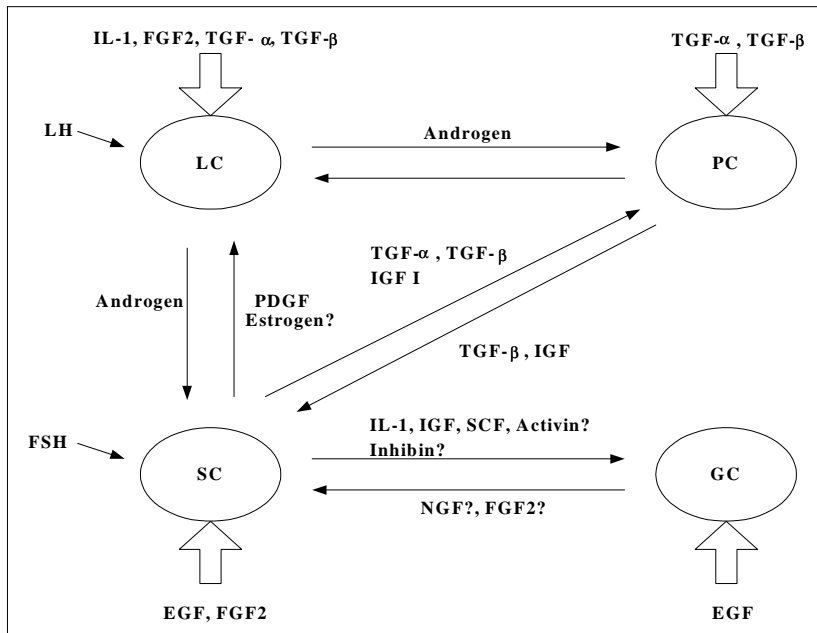 IL-1, FGF2, TGF- α, TGF-β
TGF-α , TGF-β
LH
LC
Androgen
PC
TGF-α , TGF-β
IGF I
Androgen
PDGF
Estrogen?
TGF-β , IGF
IL-1, IGF, SCF, Activin?
Inhibin?
FSH
SC
GC
NGF?, FGF2?
EGF, FGF2
EGF